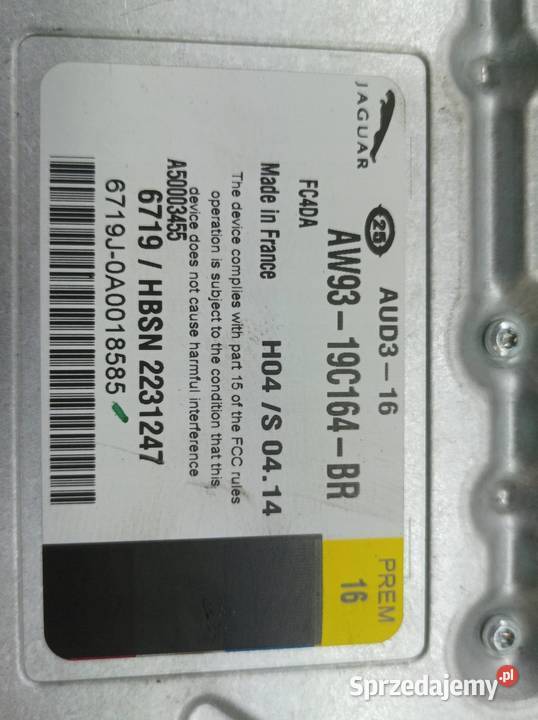 JAGUAR
25
AUD3-16
AW93-19C164-BR
FC4DA
Made in France H04 /S 04.14
The device complies with part 15 of the FCC rules
operation is subject to the condition that this
device does not cause harmful interference
A50003455
6719 / HBSN 2231247
6719J-0A0018585
PREM
16
Sprzedajemy.pl